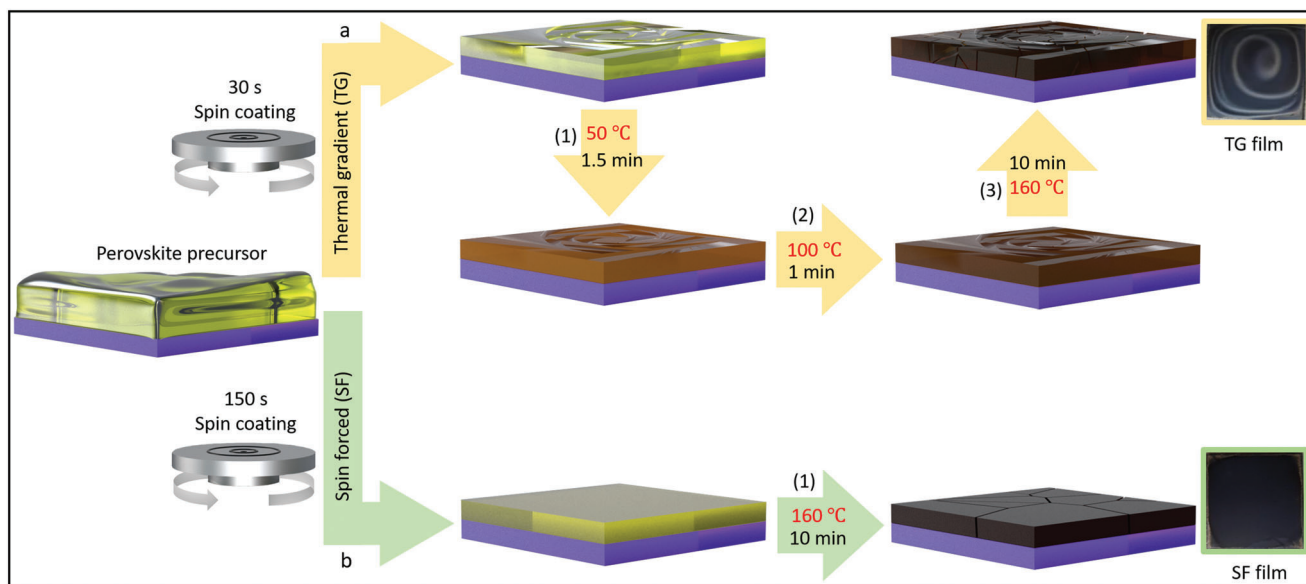 a
30 s
Spin coating
Thermal gradient (TG)
(1) 50 °C
1.5 min
10 min
(3) 160 °C
TG film
(2)
100 °C
1 min
Perovskite precursor
150 s
Spin coating
Spin forced (SF)
(1)
160 °C
10 min
b
SF film